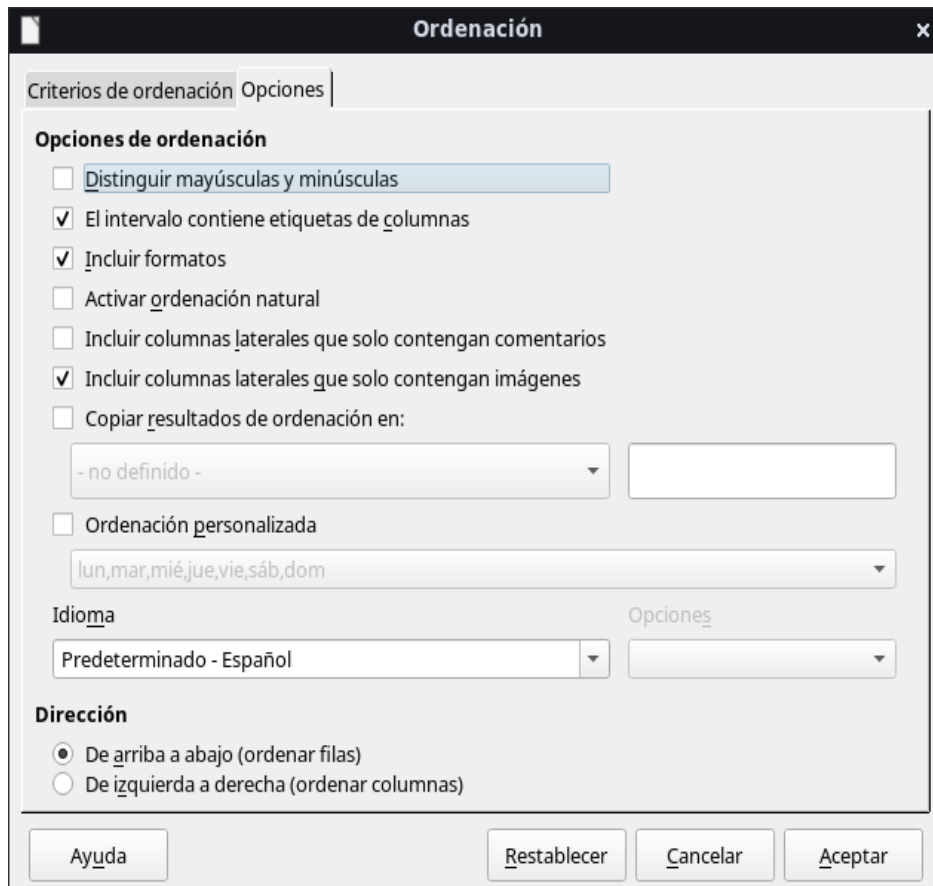 Ordenación
Criterios de ordenación Opciones
Opciones de ordenación
Distinguir mayúsculas y minúsculas
El intervalo contiene etiquetas de columnas
Incluir formatos
Activar ordenación natural
Incluir columnas laterales que solo contengan comentarios
Incluir columnas laterales que solo contengan imágenes
Copiar resultados de ordenación en:
- no definido -
Ordenación personalizada
lun,mar,mié,jue,vie,sáb,dom
Idioma Opciones
Predeterminado - Español
Dirección
De arriba a abajo (ordenar filas)
De izquierda a derecha (ordenar columnas)
Ayuda Restablecer Cancelar Aceptar